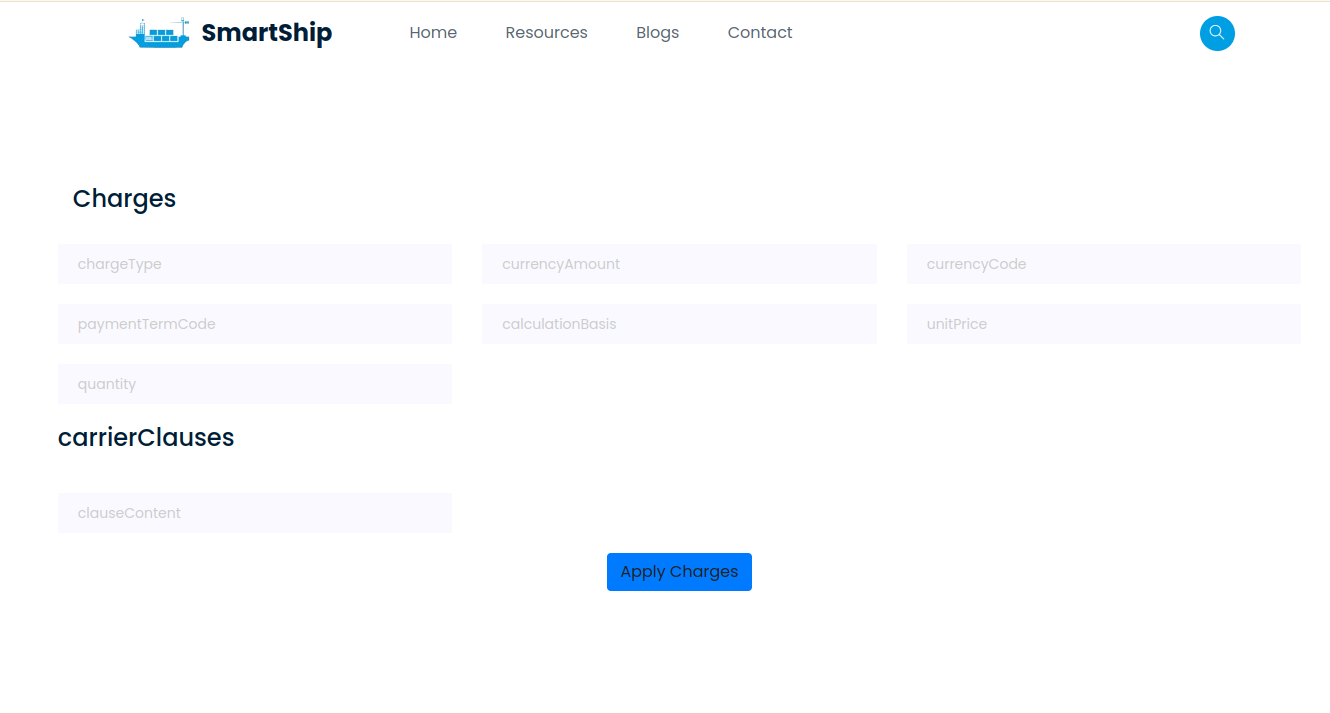 SmartShip Home Resources Blogs Contact
Charges
chargeType currencyAmount currencyCode
paymentTermCode calculationBasis unitPrice
quantity
carrierClauses
clauseContent
Apply Charges